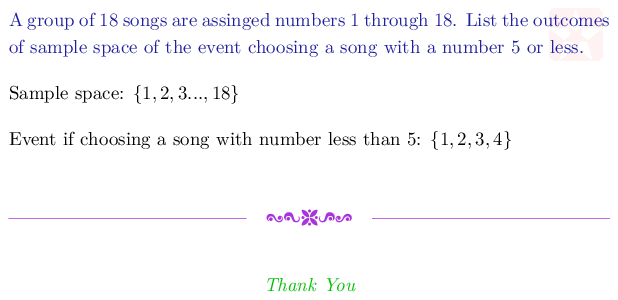 A group of 18 songs are assinged numbers 1 through 18. List the outcomes
of sample space of the event choosing a song with a number 5 or less.
Sample space: {1, 2, 3..., 18}
Event if choosing a song with number less than 5: {1, 2, 3, 4}
Thank You